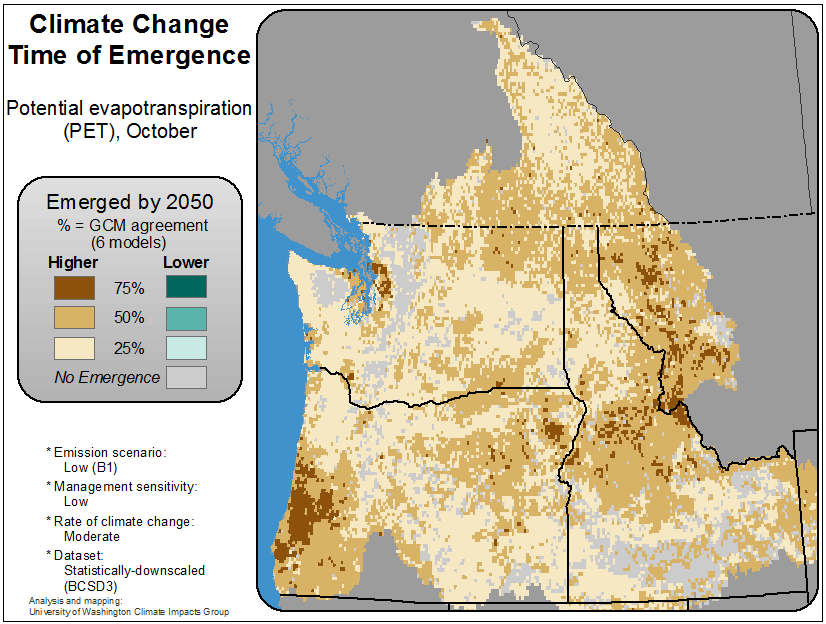 Climate Change
Time of Emergence
Potential evapotranspiration
(PET), October
Emerged by 2050
% = GCM agreement
(6 models)
Higher Lower
75%
50%
25%
No Emergence
* Emission scenario:
Low (B1)
* Management sensitivity:
Low
* Rate of climate change:
Moderate
* Dataset:
Statistically-downscaled
(BCSD3)
Analysis and mapping:
University of Washington Climate Impacts Group